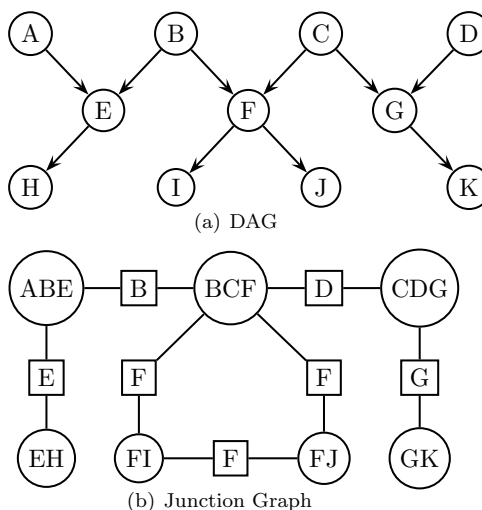 A B C D
E F G
H I J K
(a) DAG
ABE B BCF D CDG
E F F G
EH FI F FJ GK
(b) Junction Graph